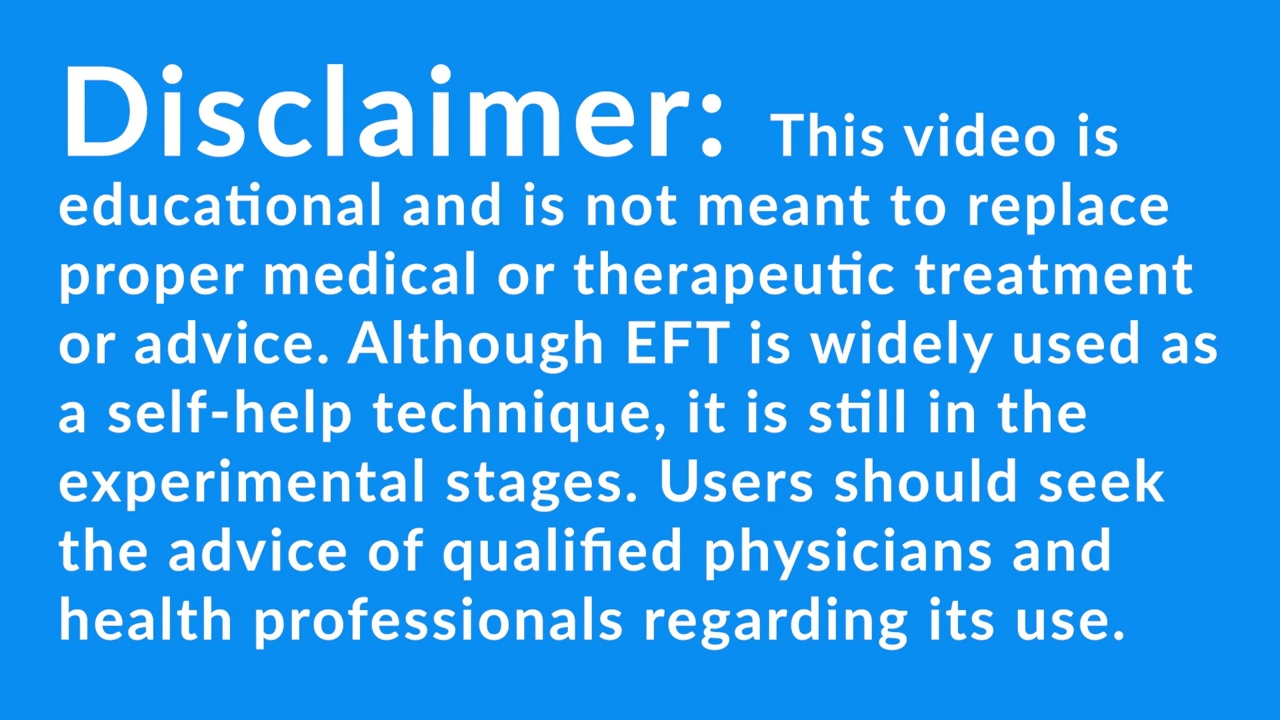 Disclaimer: This video is
educational and is not meant to replace
proper medical or therapeutic treatment
or advice. Although EFT is widely used as
a self-help technique, it is still in the
experimental stages. Users should seek
the advice of qualified physicians and
health professionals regarding its use.